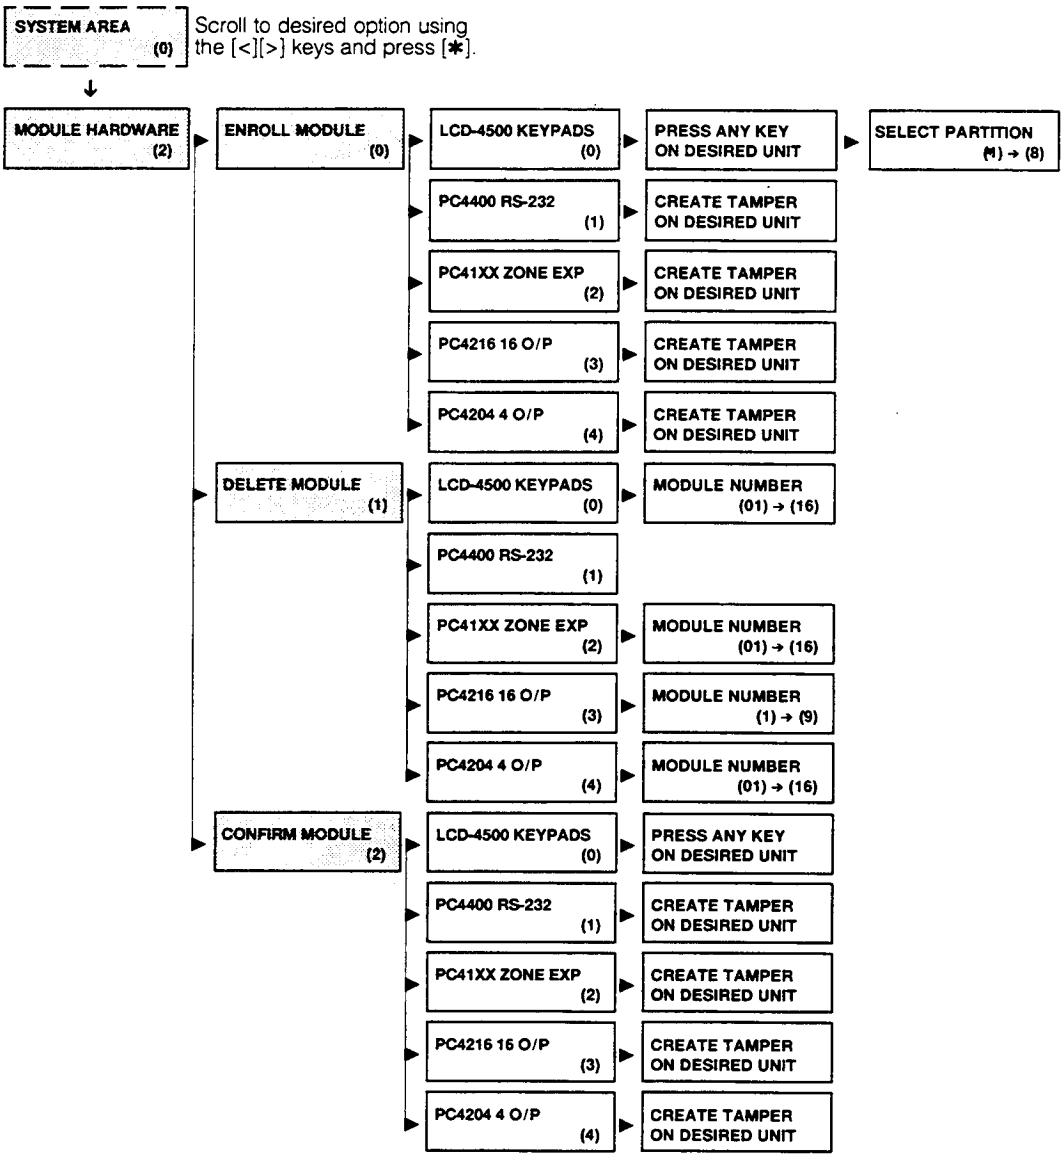 SYSTEM AREA
(0)
Scroll to desired option using
the [<][>] keys and press [✱].
MODULE HARDWARE
(2)
ENROLL MODULE
(0)
LCD-4500 KEYPADS
(0)
PRESS ANY KEY
ON DESIRED UNIT
SELECT PARTITION
(1) → (8)
PC4400 RS-232
(1)
CREATE TAMPER
ON DESIRED UNIT
PC41XX ZONE EXP
(2)
CREATE TAMPER
ON DESIRED UNIT
PC4216 16 O/P
(3)
CREATE TAMPER
ON DESIRED UNIT
PC4204 4 O/P
(4)
CREATE TAMPER
ON DESIRED UNIT
DELETE MODULE
(1)
LCD-4500 KEYPADS
(0)
MODULE NUMBER
(01) → (16)
PC4400 RS-232
(1)
PC41XX ZONE EXP
(2)
MODULE NUMBER
(01) → (16)
PC4216 16 O/P
(3)
MODULE NUMBER
(1) → (9)
PC4204 4 O/P
(4)
MODULE NUMBER
(01) → (16)
CONFIRM MODULE
(2)
LCD-4500 KEYPADS
(0)
PRESS ANY KEY
ON DESIRED UNIT
PC4400 RS-232
(1)
CREATE TAMPER
ON DESIRED UNIT
PC41XX ZONE EXP
(2)
CREATE TAMPER
ON DESIRED UNIT
PC4216 16 O/P
(3)
CREATE TAMPER
ON DESIRED UNIT
PC4204 4 O/P
(4)
CREATE TAMPER
ON DESIRED UNIT